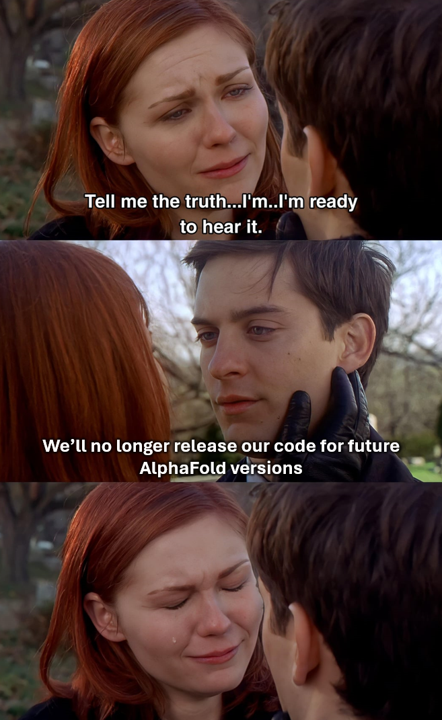 Tell me the truth...I'm..I'm ready
to hear it.
We’ll no longer release our code for future
AlphaFold versions